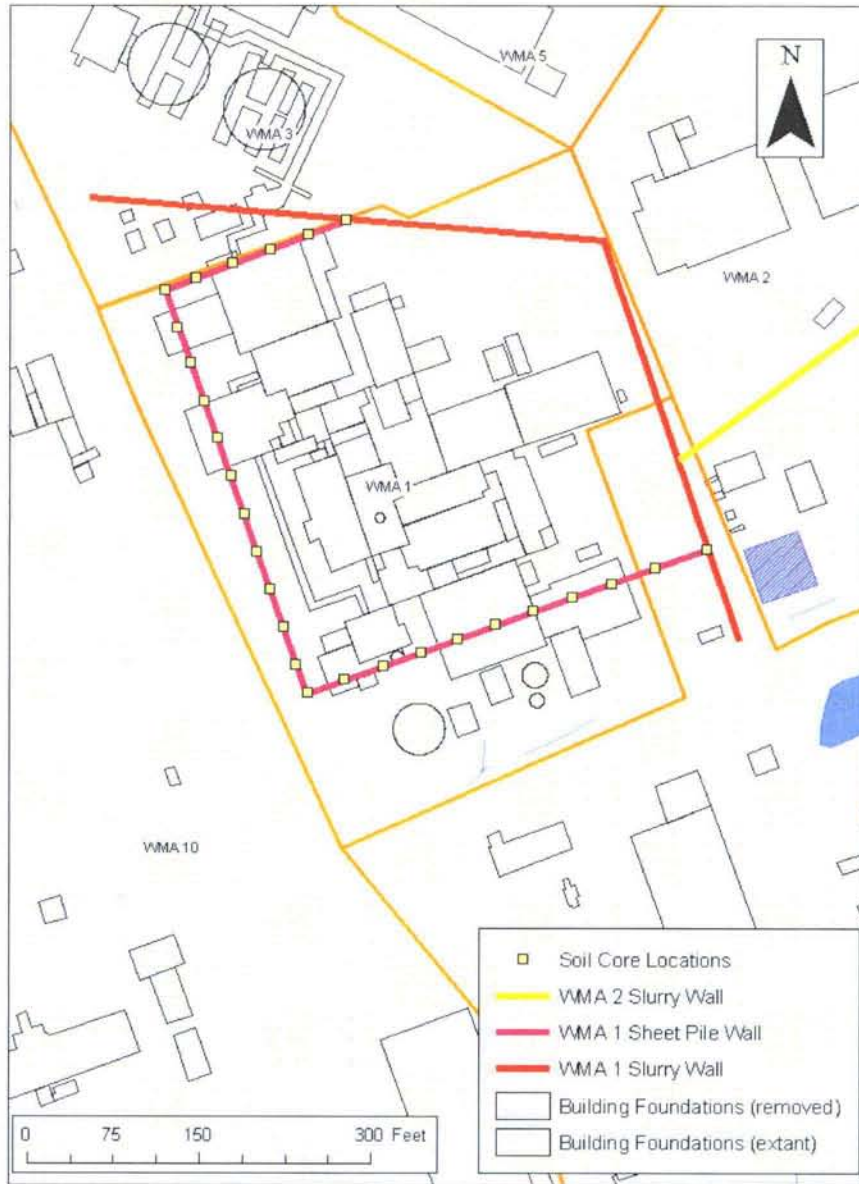 WMA 5
N
WMA 3
WMA 2
WMA 1
WMA 10
Soil Core Locations
WMA 2 Slurry Wall
WMA 1 Sheet Pile Wall
WMA 1 Slurry Wall
Building Foundations (removed)
Building Foundations (extant)
0 75 150 300 Feet